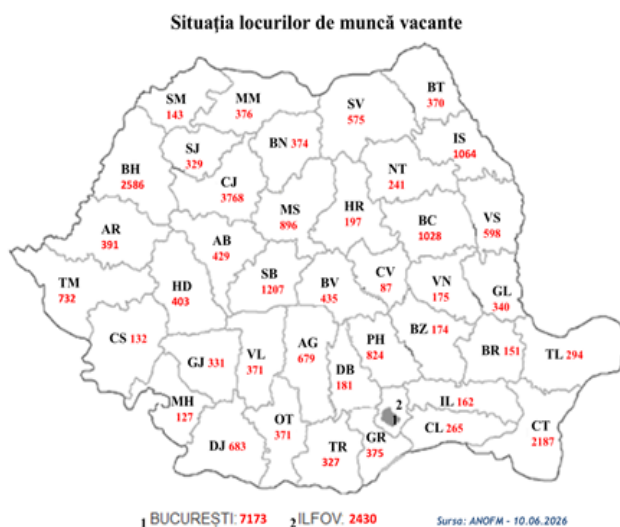 Situația locurilor de muncă vacante
SM
143
MM
376
SV
575
BT
370
BN 374
SJ
329
IS
1064
BH
2586
CJ
3768
NT
241
MS
896
HR
197
BC
1028
VS
598
AR
391
AB
429
TM
732
HD
403
SB
1207
BV
435
CV
87
VN
175
GL
340
CS 132
GJ 331
VL
371
AG
679
DB
181
PH
824
BZ 174
BR 151
TL 294
MH
127
DJ 683
OT
371
TR
327
GR
375
2
1
IL 162
CL 265
CT
2187
1 BUCUREȘTI: 7173 2 ILFOV: 2430 Sursa: ANOFM - 10.06.2026